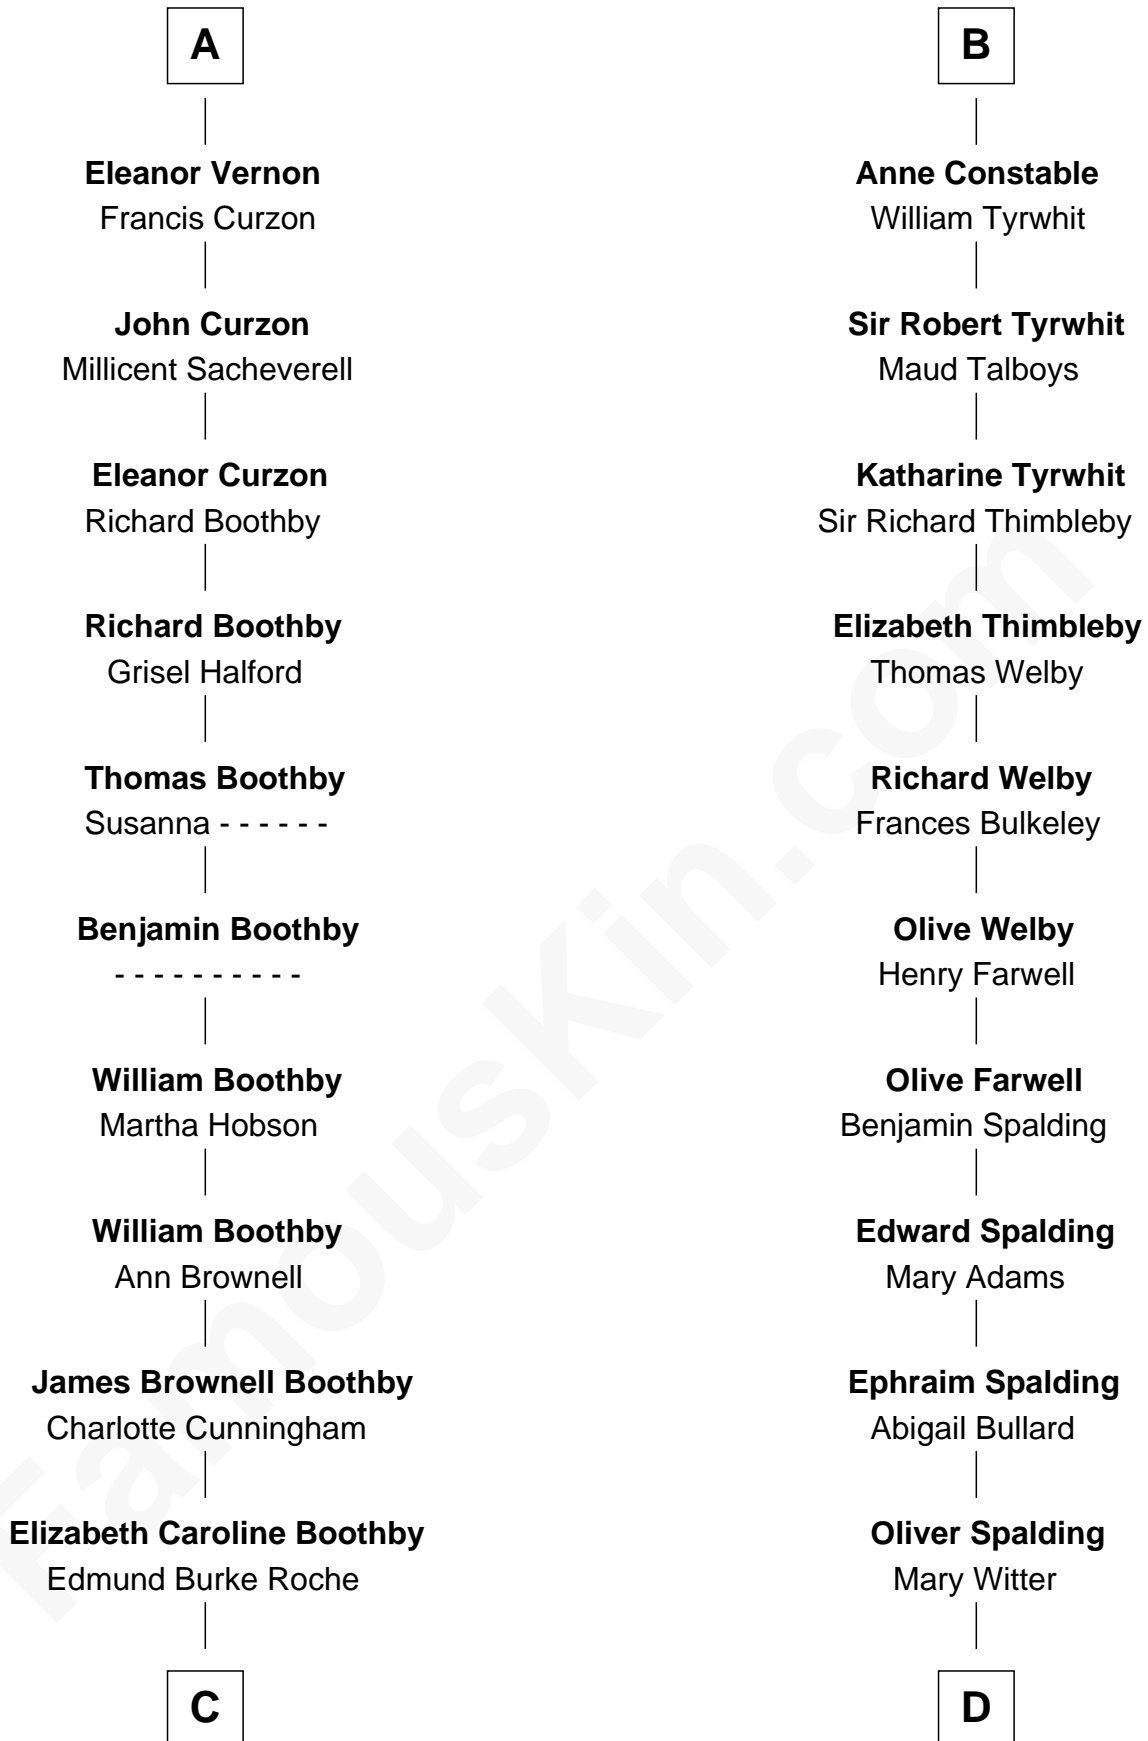 A
Eleanor Vernon
Francis Curzon
John Curzon
Millicent Sacheverell
Eleanor Curzon
Richard Boothby
Richard Boothby
Grisel Halford
Thomas Boothby
Susanna - - - - - -
Benjamin Boothby
- - - - - - - - - -
William Boothby
Martha Hobson
William Boothby
Ann Brownell
James Brownell Boothby
Charlotte Cunningham
Elizabeth Caroline Boothby
Edmund Burke Roche
C
B
Anne Constable
William Tyrwhit
Sir Robert Tyrwhit
Maud Talboys
Katharine Tyrwhit
Sir Richard Thimbleby
Elizabeth Thimbleby
Thomas Welby
Richard Welby
Frances Bulkeley
Olive Welby
Henry Farwell
Olive Farwell
Benjamin Spalding
Edward Spalding
Mary Adams
Ephraim Spalding
Abigail Bullard
Oliver Spalding
Mary Witter
D
FamousKin.com